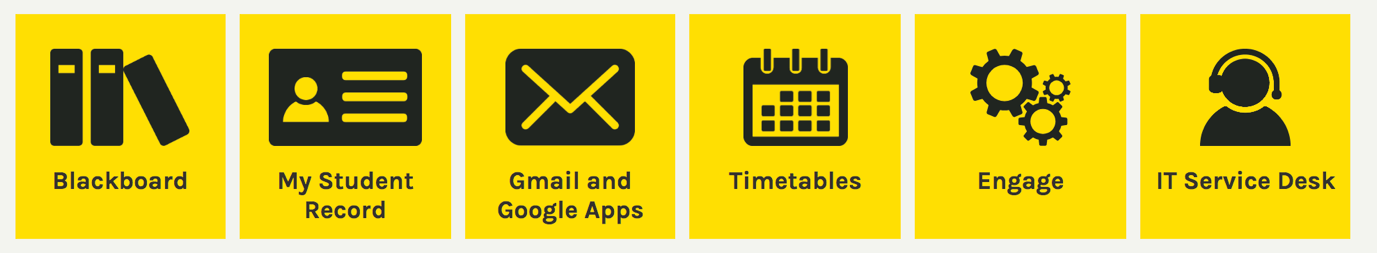 Blackboard
My Student
Record
Gmail and
Google Apps
Timetables
Engage
IT Service Desk